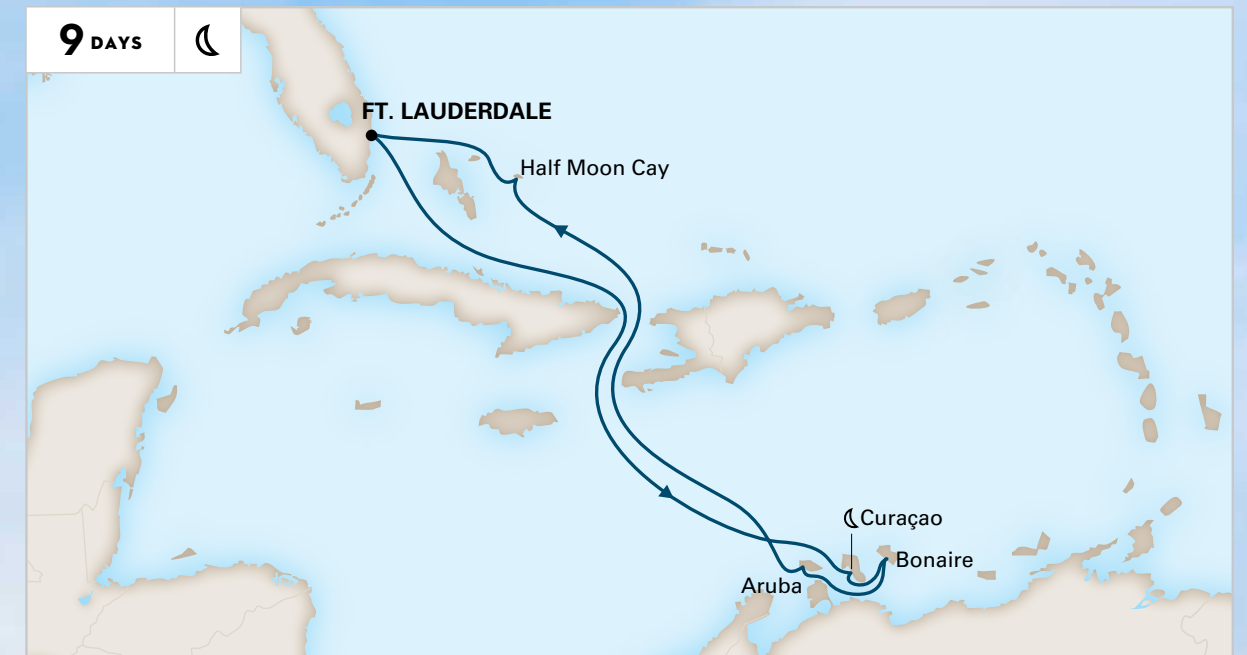 9 DAYS
FT. LAUDERDALE
Half Moon Cay
Curaçao
Bonaire
Aruba